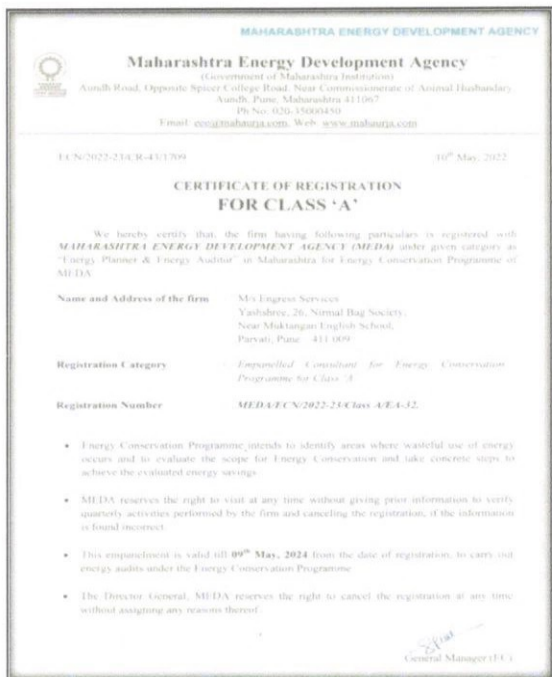 MAHARASHTRA ENERGY DEVELOPMENT AGENCY
Maharashtra Energy Development Agency
(Government of Maharashtra Institution)
Aundh Road, Opposite Spicer College Road, Near Commissionerate of Animal Husbandary,
Aundh, Pune, Maharashtra 411067
Ph No: 020-35000450
Email: eco@mahaurja.com, Web: www.mahaurja.com
ECN/2022-23/CR-43/1709
10th May, 2022
CERTIFICATE OF REGISTRATION
FOR CLASS ‘A’
We hereby certify that, the firm having following particulars is registered with
MAHARASHTRA ENERGY DEVELOPMENT AGENCY (MEDA) under given category as
“Energy Planner & Energy Auditor” in Maharashtra for Energy Conservation Programme of
MEDA
Name and Address of the firm : M/s Engress Services
Yashshree, 26, Nirmal Bag Society,
Near Muktangan English School,
Parvati, Pune 411 009
Registration Category : Empanelled Consultant for Energy Conservation
Programme for Class ‘A’
Registration Number : MEDA/ECN/2022-23/Class A/EA-32.
• Energy Conservation Programme intends to identify areas where wasteful use of energy
occurs and to evaluate the scope for Energy Conservation and take concrete steps to
achieve the evaluated energy savings.
• MEDA reserves the right to visit at any time without giving prior information to verify
quarterly activities performed by the firm and canceling the registration, if the information
is found incorrect.
• This empanelment is valid till 09th May, 2024 from the date of registration, to carry out
energy audits under the Energy Conservation Programme
• The Director General, MEDA reserves the right to cancel the registration at any time
without assigning any reasons thereof.
General Manager (EC)